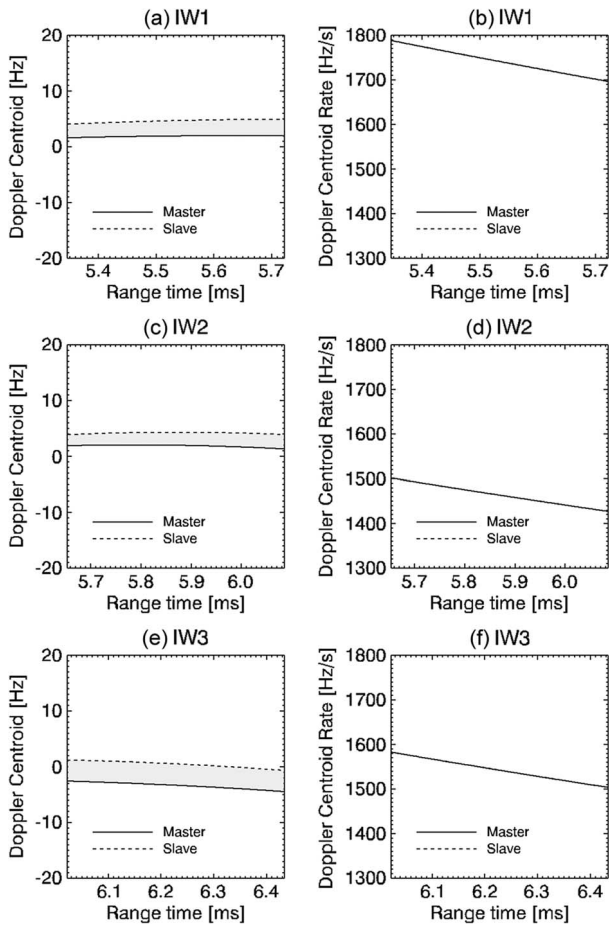 (a) IW1
Doppler Centroid [Hz]
20
10
0
-10
-20
Master
Slave
5.4 5.5 5.6 5.7
Range time [ms]
(b) IW1
Doppler Centroid Rate [Hz/s]
1800
1700
1600
1500
1400
1300
Master
Slave
5.4 5.5 5.6 5.7
Range time [ms]
(c) IW2
Doppler Centroid [Hz]
20
10
0
-10
-20
Master
Slave
5.7 5.8 5.9 6.0
Range time [ms]
(d) IW2
Doppler Centroid Rate [Hz/s]
1800
1700
1600
1500
1400
1300
Master
Slave
5.7 5.8 5.9 6.0
Range time [ms]
(e) IW3
Doppler Centroid [Hz]
20
10
0
-10
-20
Master
Slave
6.1 6.2 6.3 6.4
Range time [ms]
(f) IW3
Doppler Centroid Rate [Hz/s]
1800
1700
1600
1500
1400
1300
Master
Slave
6.1 6.2 6.3 6.4
Range time [ms]